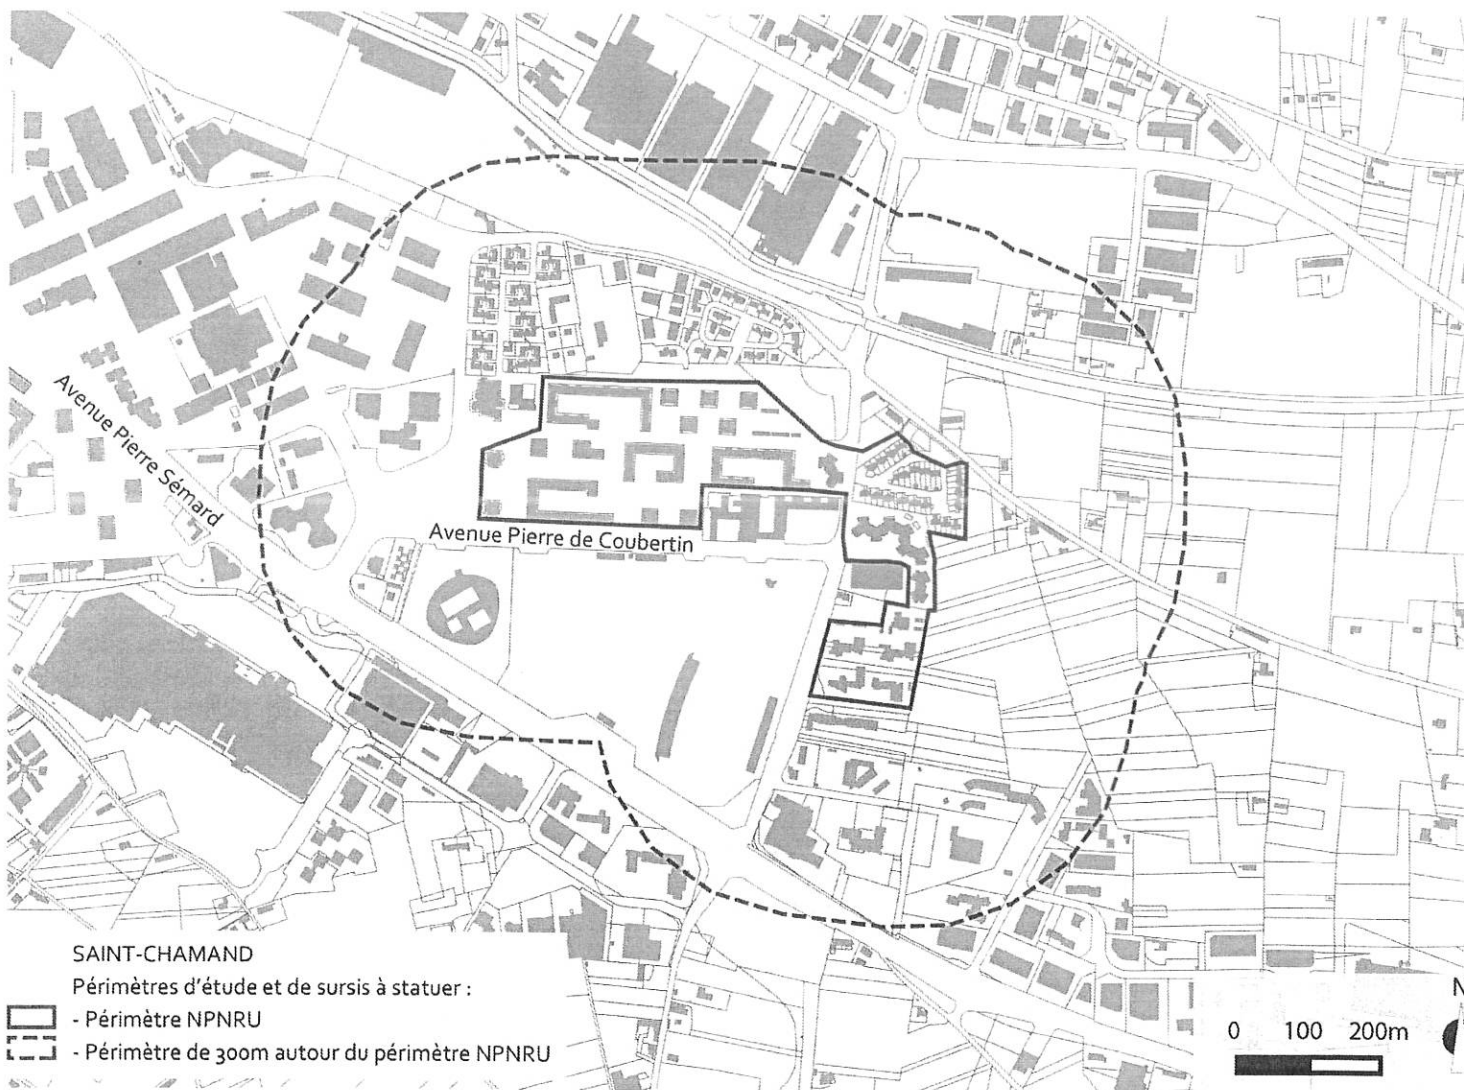 Avenue Pierre Sémard
Avenue Pierre de Coubertin
SAINT-CHAMAND
Périmètres d'étude et de sursis à statuer :
- Périmètre NPNRU
- Périmètre de 300m autour du périmètre NPNRU
0 100 200m
N